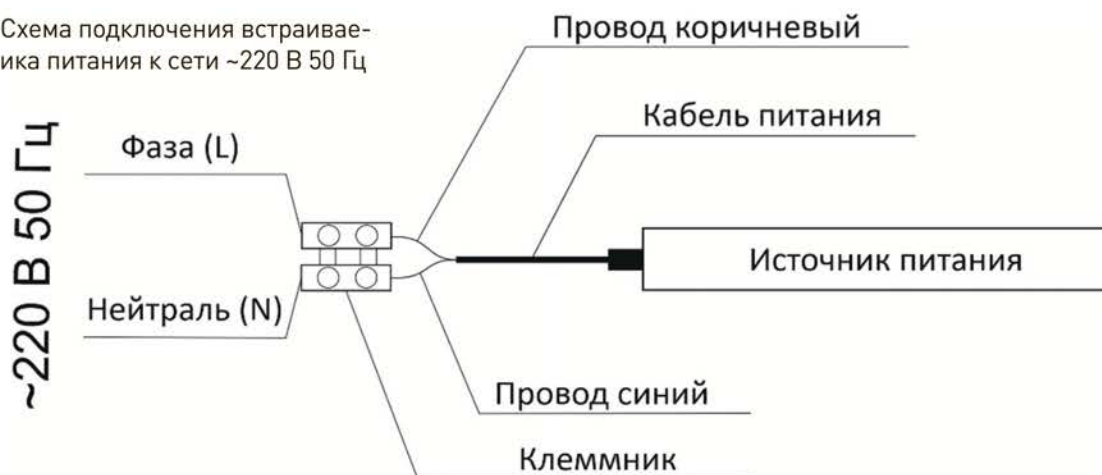 Схема подключения встраивае-
ика питания к сети ~220 В 50 Гц
Провод коричневый
Кабель питания
Фаза (L)
~220 В 50 Гц
Источник питания
Нейтраль (N)
Провод синий
Клеммник